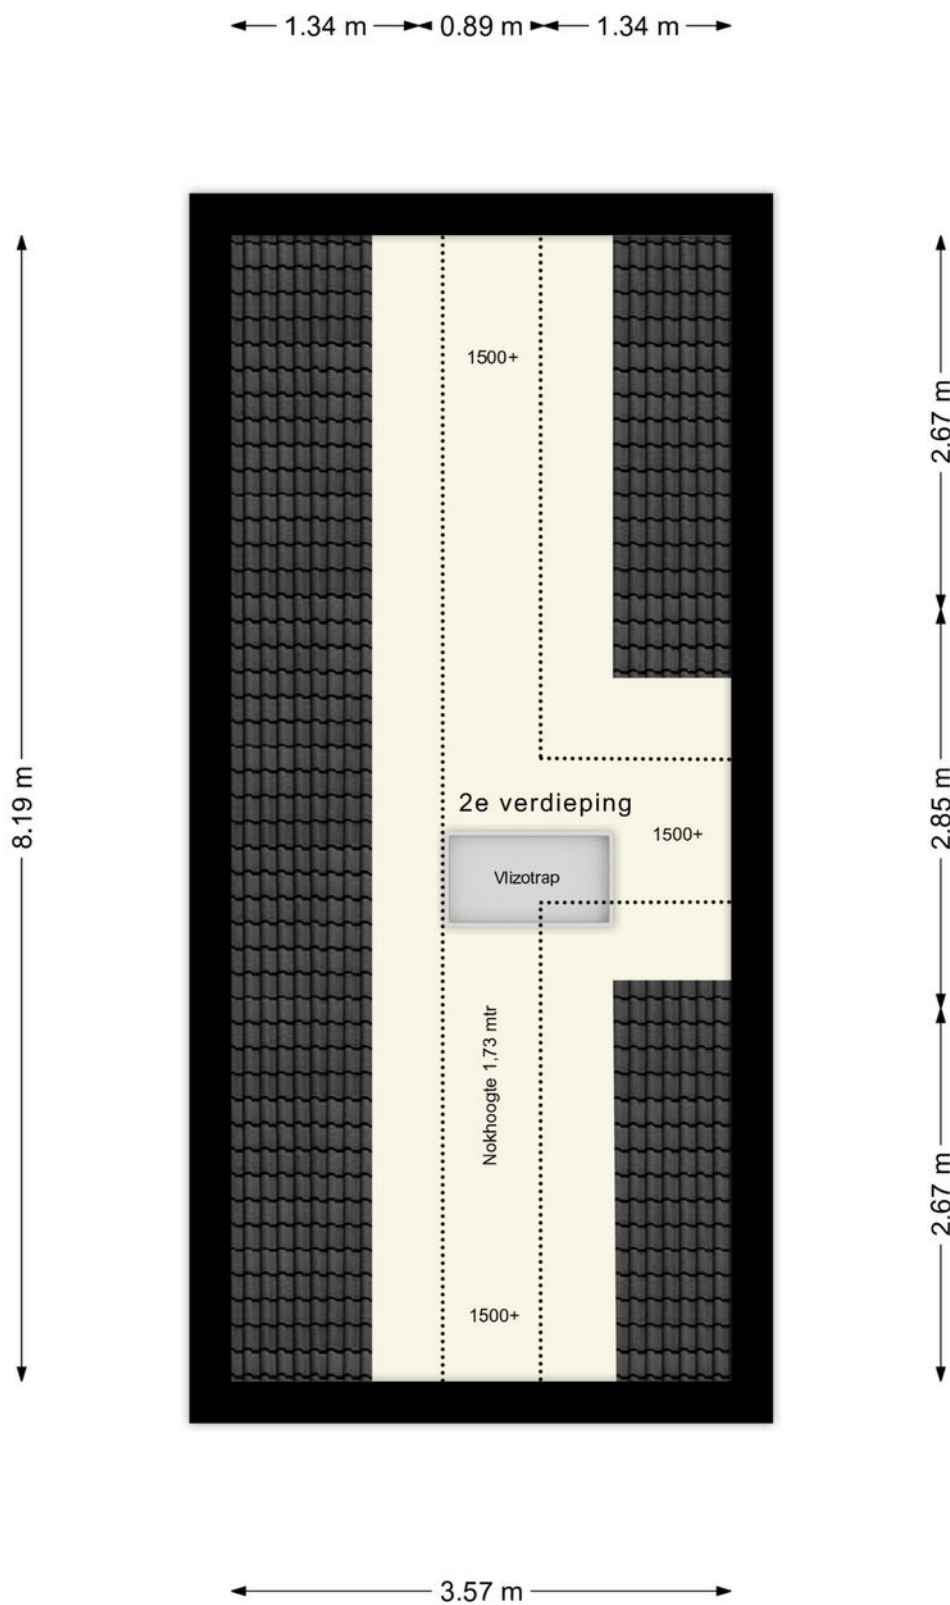 1.34 m
0.89 m
1.34 m
1500+
2.67 m
8.19 m
2e verdieping
1500+
2.85 m
Vlizotrap
Nokhoogte 1,73 mtr
2.67 m
1500+
3.57 m